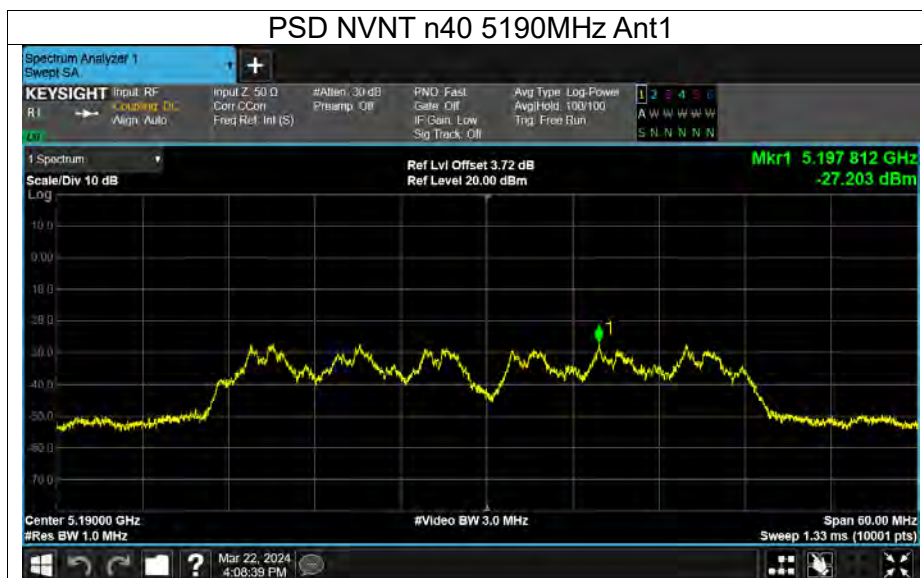 PSD NVNT n40 5190MHz Ant1
Spectrum Analyzer 1
Swept SA
+
KEYSIGHT Input: RF Input Z: 50 Ω #Atten: 30 dB PNO: Fast Avg Type: Log-Power 1 2 3 4 5 6
Coupling: DC Corr CCorr Preamp: Off Gate: Off Avg|Hold: 100/100 A W W W W W
Align: Auto Freq Ref: Int (S) IF Gain: Low Trig: Free Run
Sig Track: Off S N N N N N
1 Spectrum Ref Lvl Offset 3.72 dB Mkr1 5.197 812 GHz
Scale/Div 10 dB Ref Level 20.00 dBm -27.203 dBm
Log
10.0
0.00
-30.0
-40.0
-50.0
-60.0
-70.0
1
Center 5.19000 GHz #Video BW 3.0 MHz Span 60.00 MHz
#Res BW 1.0 MHz Sweep 1.33 ms (10001 pts)
? Mar 22, 2024
4:08:39 PM